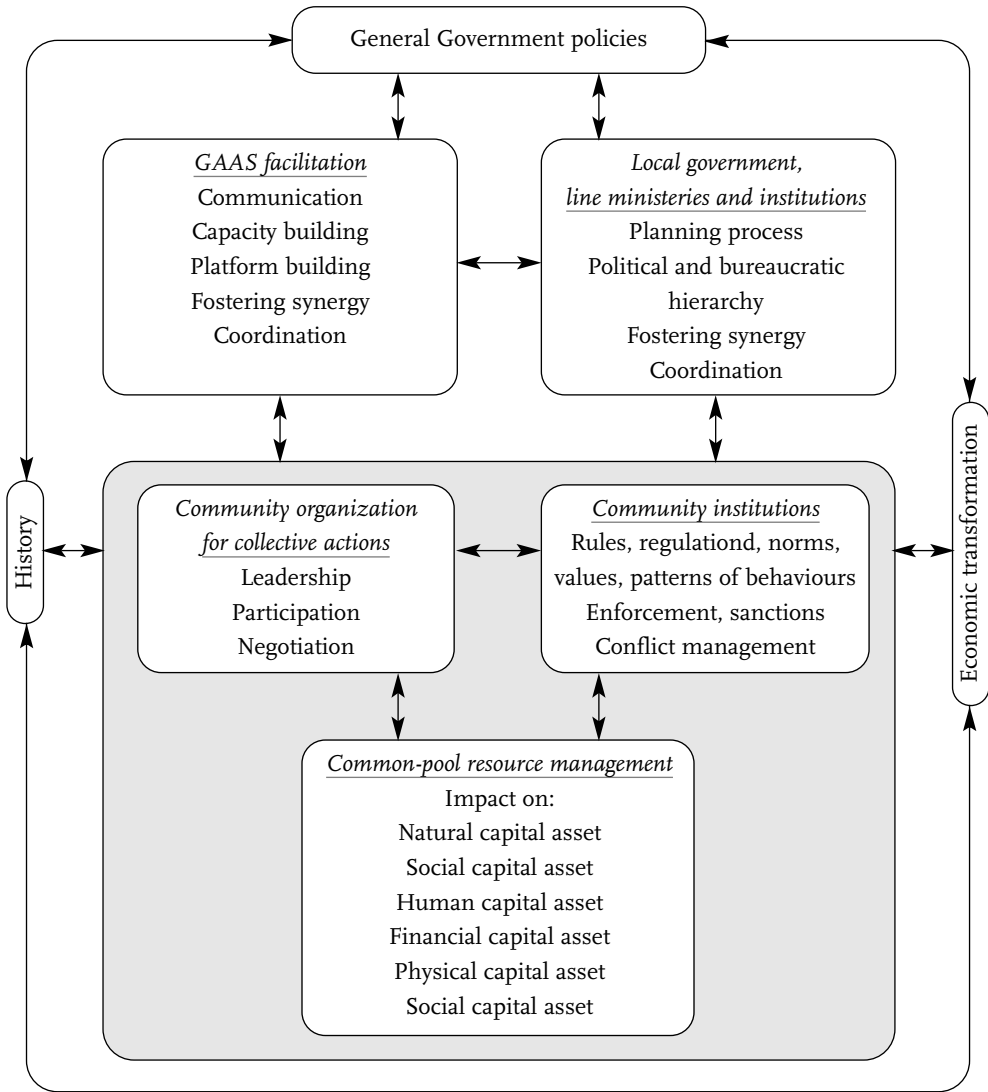 General Government policies
GAAS facilitation
Communication
Capacity building
Platform building
Fostering synergy
Coordination
Local government,
line ministeries and institutions
Planning process
Political and bureaucratic
hierarchy
Fostering synergy
Coordination
History
Economic transformation
Community organization
for collective actions
Leadership
Participation
Negotiation
Community institutions
Rules, regulationd, norms,
values, patterns of behaviours
Enforcement, sanctions
Conflict management
Common-pool resource management
Impact on:
Natural capital asset
Social capital asset
Human capital asset
Financial capital asset
Physical capital asset
Social capital asset